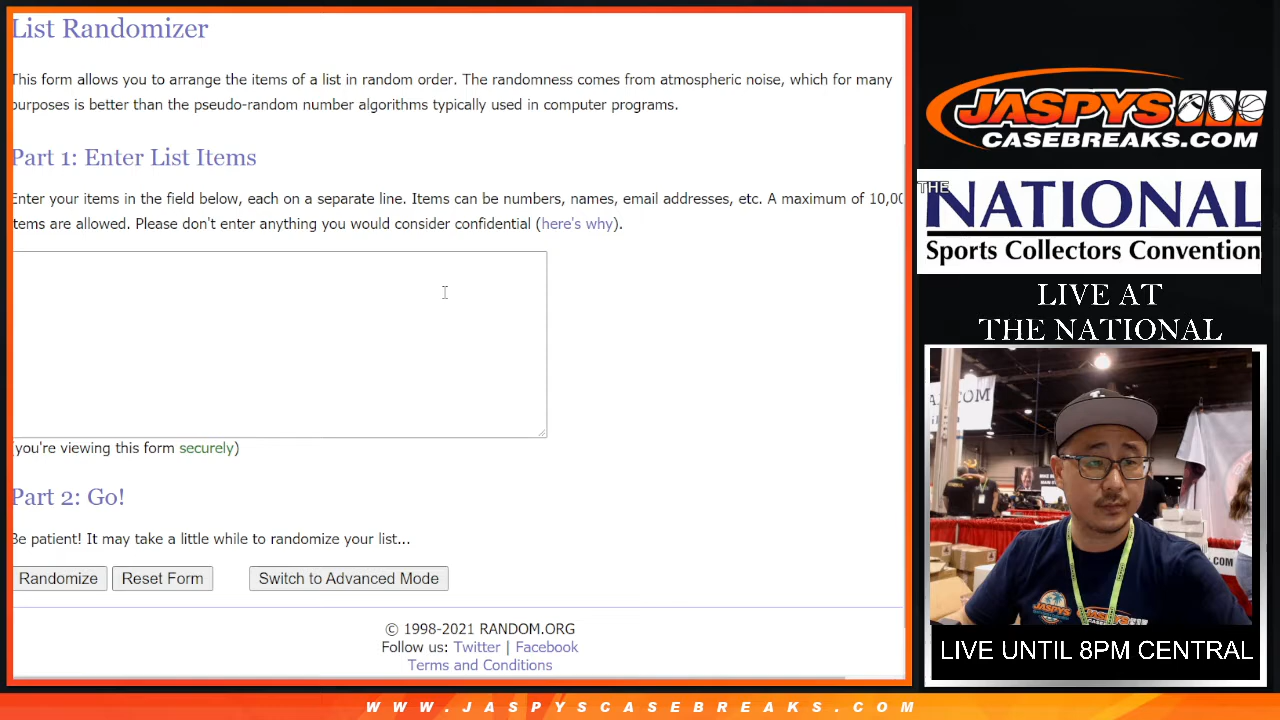 List Randomizer
This form allows you to arrange the items of a list in random order. The randomness comes from atmospheric noise, which for many
purposes is better than the pseudo-random number algorithms typically used in computer programs.
Part 1: Enter List Items
Enter your items in the field below, each on a separate line. Items can be numbers, names, email addresses, etc. A maximum of 10,00
items are allowed. Please don't enter anything you would consider confidential (here's why).
(you're viewing this form securely)
Part 2: Go!
Be patient! It may take a little while to randomize your list...
Randomize
Reset Form
Switch to Advanced Mode
© 1998-2021 RANDOM.ORG
Follow us: Twitter | Facebook
Terms and Conditions
JASPYS
CASEBREAKS.COM
THE
NATIONAL
Sports Collectors Convention
LIVE AT
THE NATIONAL
JASPYS
LIVE UNTIL 8PM CENTRAL
WWW.JASPYSCASEBREAKS.COM